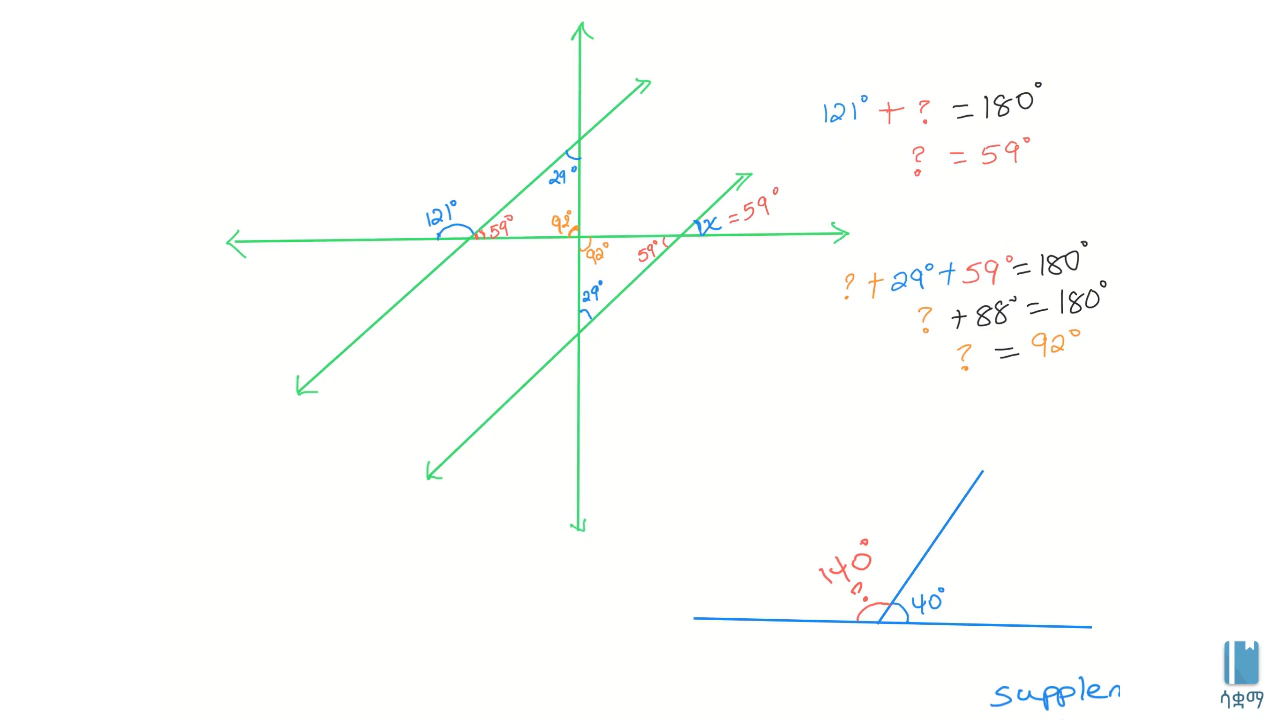 121° + ? = 180°
? = 59°
29°
121°
59°
92°
92°
59°
x = 59°
29°
? + 29° + 59° = 180°
? + 88° = 180°
? = 92°
140°
?
40°
supplem
ሳቋማ